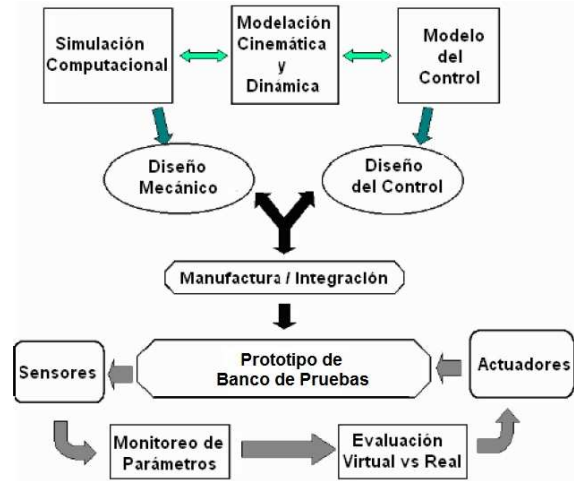 Simulación
Computacional
Modelación
Cinemática
y
Dinámica
Modelo
del
Control
Diseño
Mecánico
Diseño
del Control
Manufactura / Integración
Prototipo de
Banco de Pruebas
Sensores
Actuadores
Monitoreo de
Parámetros
Evaluación
Virtual vs Real